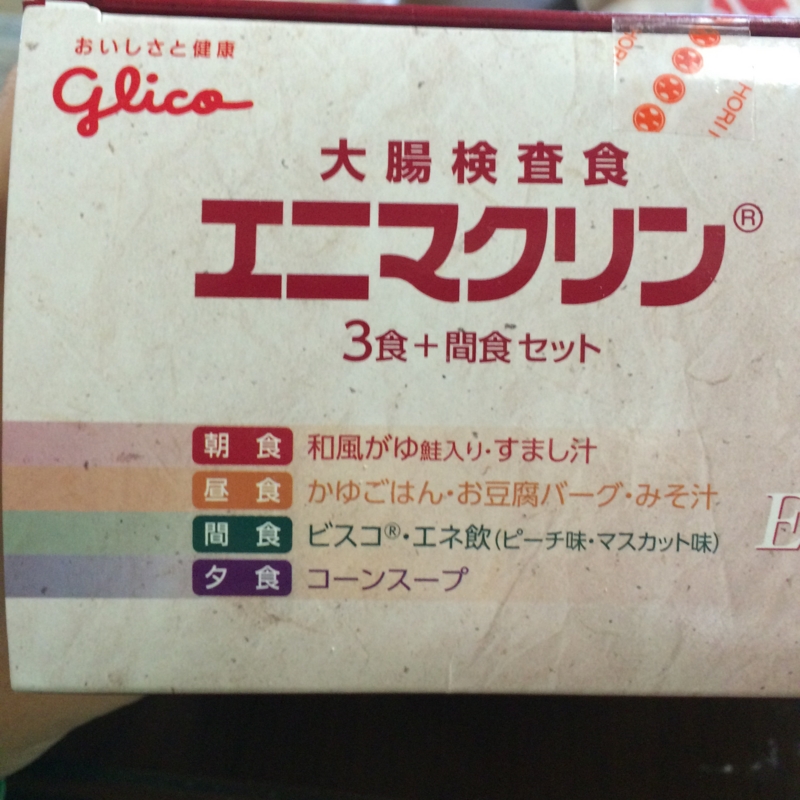 おいしさと健康
Glico
大腸検査食
エニマクリン®
3食+間食セット
朝食 和風がゆ鮭入り・すまし汁
昼食 かゆごはん・お豆腐バーグ・みそ汁
間食 ビスコ®・エネ飲(ピーチ味・マスカット味)
夕食 コーンスープ
HORI
E